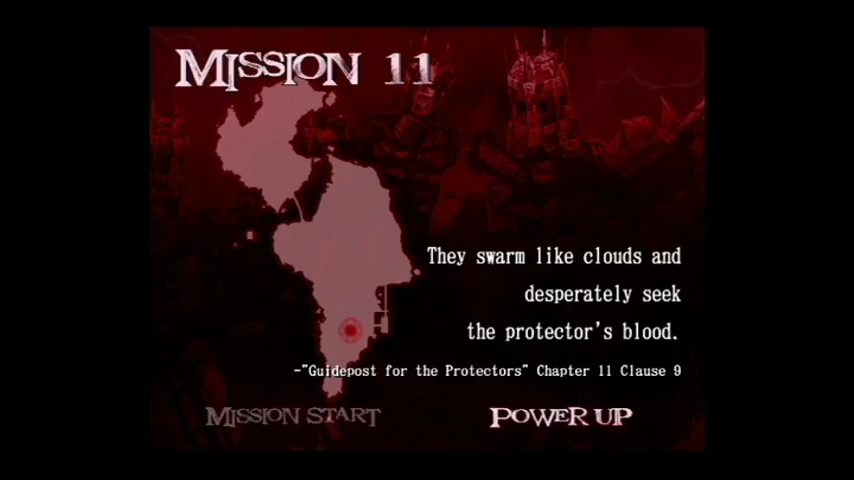 Mission 11
They swarm like clouds and
desperately seek
the protector's blood.
-"Guidepost for the Protectors" Chapter 11 Clause 9
Mission Start
Power Up